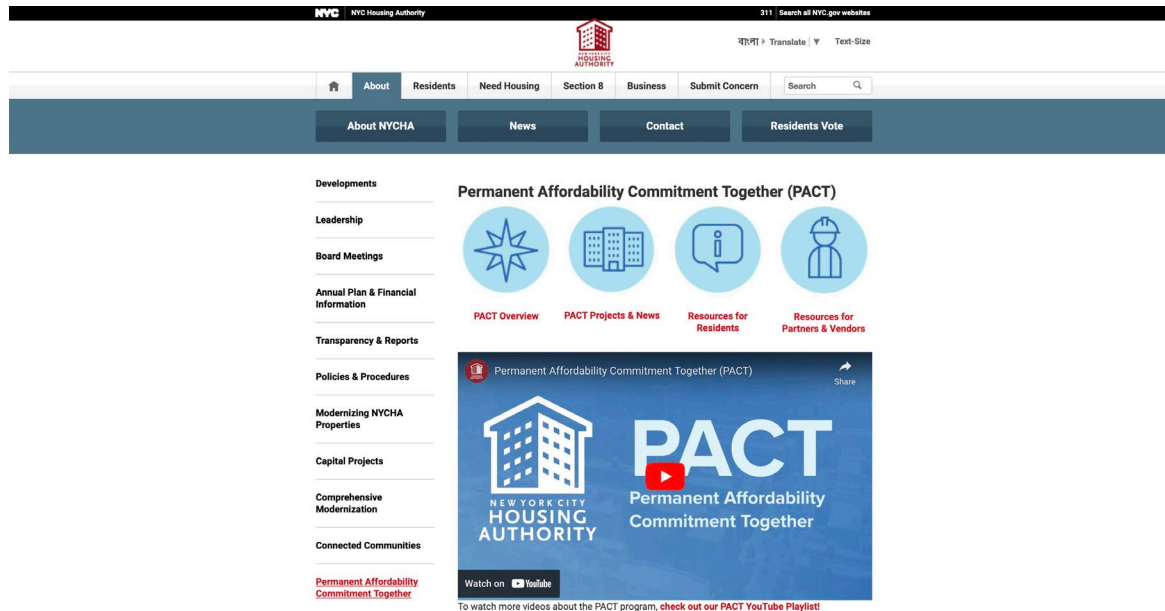 NYC NYC Housing Authority
311 Search all NYC.gov websites
NEW YORK CITY
HOUSING
AUTHORITY
বাংলা Translate ▼ Text-Size
About Residents Need Housing Section 8 Business Submit Concern Search
About NYCHA News Contact Residents Vote
Developments
Leadership
Board Meetings
Annual Plan & Financial
Information
Transparency & Reports
Policies & Procedures
Modernizing NYCHA
Properties
Capital Projects
Comprehensive
Modernization
Connected Communities
Permanent Affordability
Commitment Together
Permanent Affordability Commitment Together (PACT)
PACT Overview
PACT Projects & News
Resources for
Residents
Resources for
Partners & Vendors
Permanent Affordability Commitment Together (PACT)
Share
NEW YORK CITY
HOUSING
AUTHORITY
PACT
Permanent Affordability
Commitment Together
Watch on YouTube
To watch more videos about the PACT program, check out our PACT YouTube Playlist!